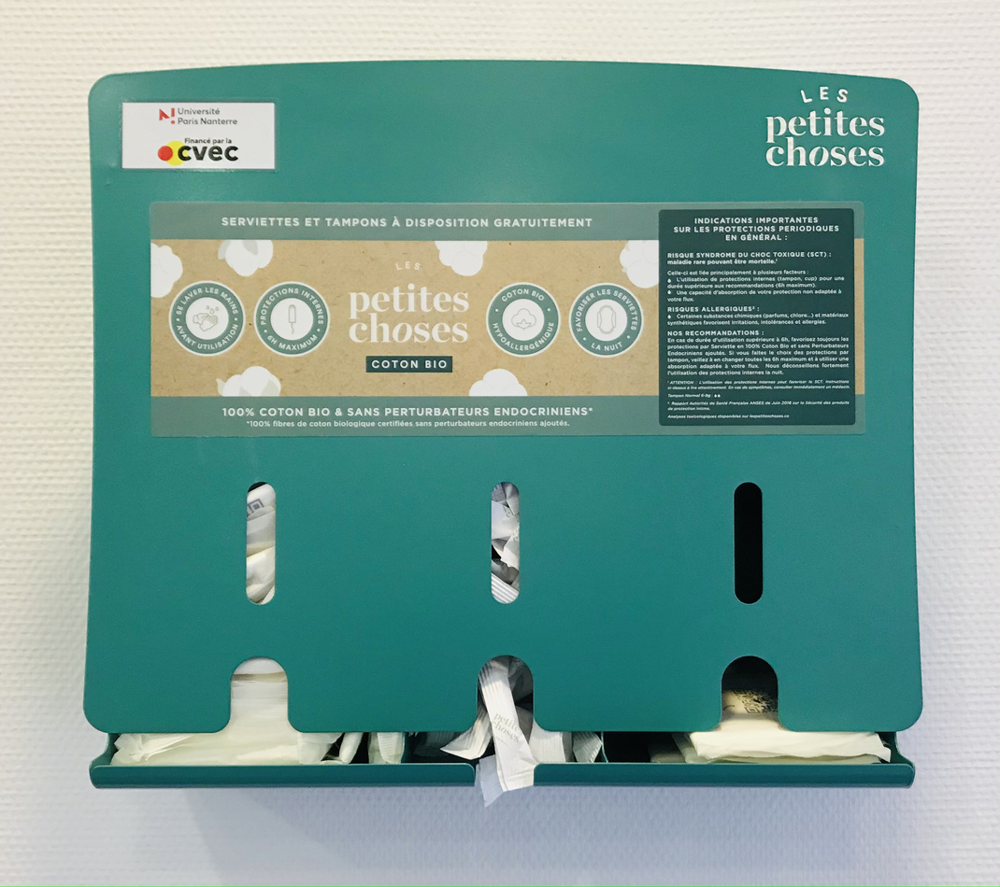 Université
Paris Nanterre
Financé par la
cvec
LES
petites
choses
SERVIETTES ET TAMPONS À DISPOSITION GRATUITEMENT
SE LAVER LES MAINS
AVANT UTILISATION
PROTECTIONS INTERNES
6H MAXIMUM
LES
petites
choses
COTON BIO
COTON BIO
HYPOALLERGÉNIQUE
FAVORISER LES SERVIETTES
LA NUIT
100% COTON BIO & SANS PERTURBATEURS ENDOCRINIENS*
*100% fibres de coton biologique certifiées sans perturbateurs endocriniens ajoutés.
INDICATIONS IMPORTANTES
SUR LES PROTECTIONS PERIODIQUES
EN GÉNÉRAL :
RISQUE SYNDROME DU CHOC TOXIQUE (SCT) :
maladie rare pouvant être mortelle.¹
Celle-ci est liée principalement à plusieurs facteurs :
L'utilisation de protections internes (tampon, cup) pour une
durée supérieure aux recommandations (6h maximum).
Une capacité d'absorption de votre protection non adaptée à
votre flux.
RISQUES ALLERGIQUES² :
Certaines substances chimiques (parfums, chlore...) et matériaux
synthétiques favorisent irritations, intolérances et allergies.
NOS RECOMMANDATIONS :
En cas de durée d'utilisation supérieure à 6h, favorisez toujours les
protections par Serviette en 100% Coton Bio et sans Perturbateurs
Endocriniens ajoutés. Si vous faites le choix des protections par
tampon, veillez à en changer toutes les 6h maximum et à utiliser une
absorption adaptée à votre flux. Nous déconseillons fortement
l'utilisation des protections internes la nuit.
¹ ATTENTION : L'utilisation des protections internes peut favoriser le SCT. Instructions
ci-dessus à lire attentivement. En cas de symptômes, consulter immédiatement un médecin.
Tampon Normal 6-9g :
² Rapport Autorités de Santé Française ANSES de Juin 2018 sur la Sécurité des produits
de protection intime.
Analyses toxicologiques disponibles sur lespetiteschoses.co
petites
choses